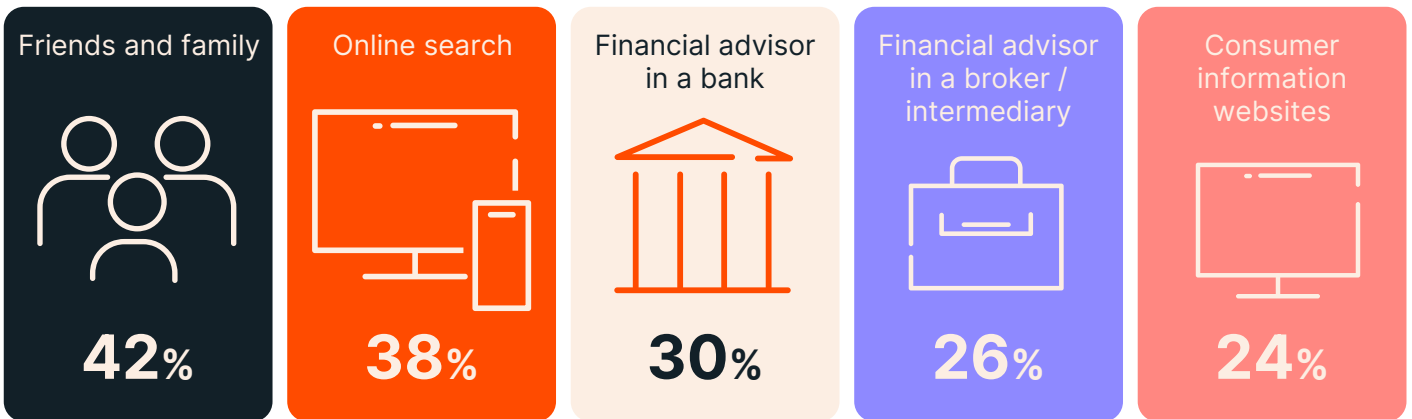 Friends and family
42%
Online search
38%
Financial advisor
in a bank
30%
Financial advisor
in a broker /
intermediary
26%
Consumer
information
websites
24%